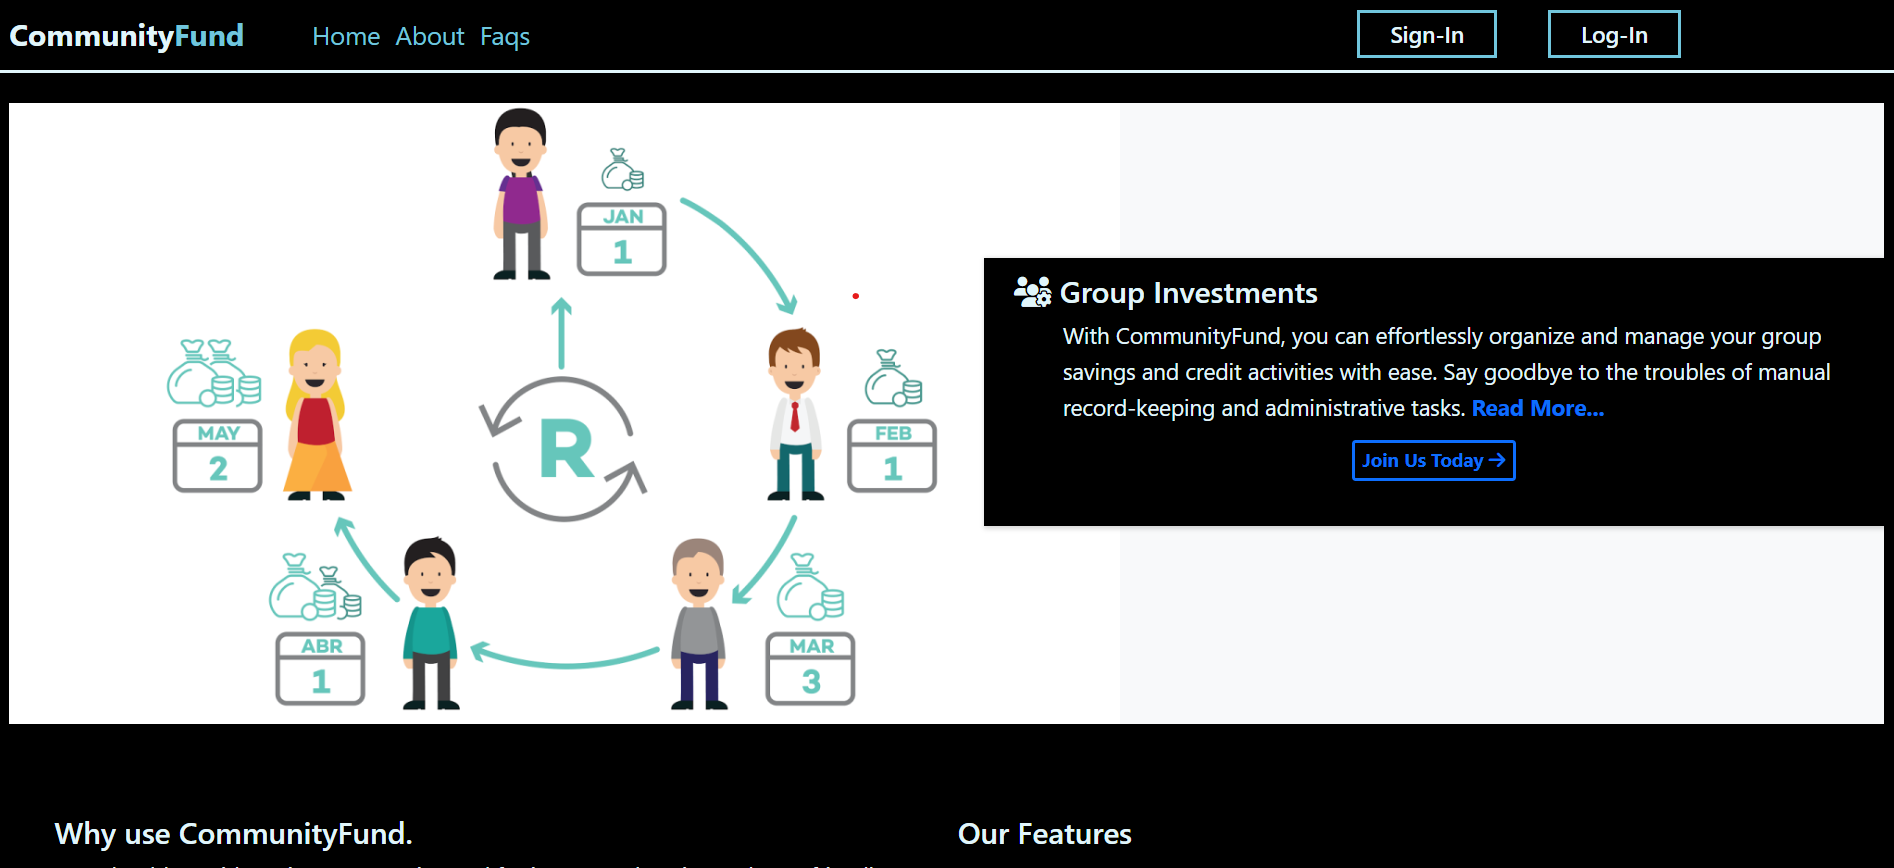 CommunityFund Home About Faqs Sign-In Log-In
JAN
1
MAY
2
R
FEB
1
ABR
1
MAR
3
Group Investments
With CommunityFund, you can effortlessly organize and manage your group
savings and credit activities with ease. Say goodbye to the troubles of manual
record-keeping and administrative tasks. Read More...
Join Us Today
Why use CommunityFund.
Our Features